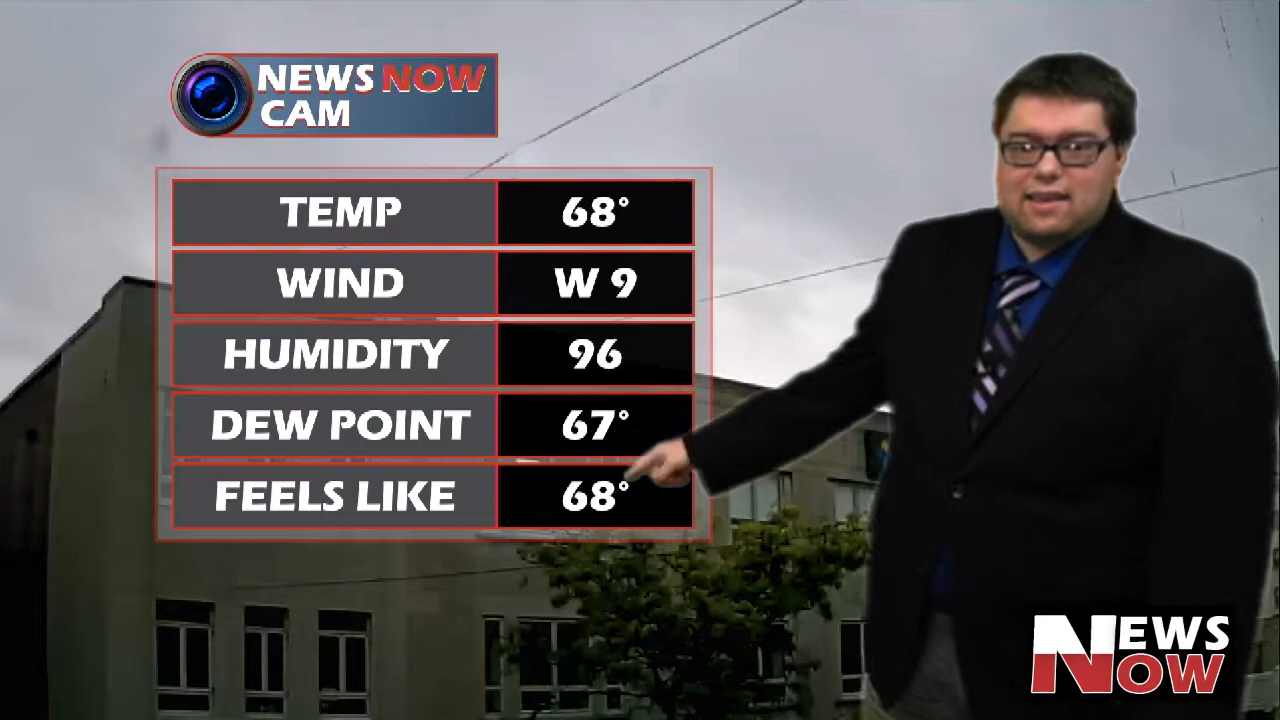 NEWS NOW
CAM
TEMP 68°
WIND W 9
HUMIDITY 96
DEW POINT 67°
FEELS LIKE 68°
NEWS
NOW